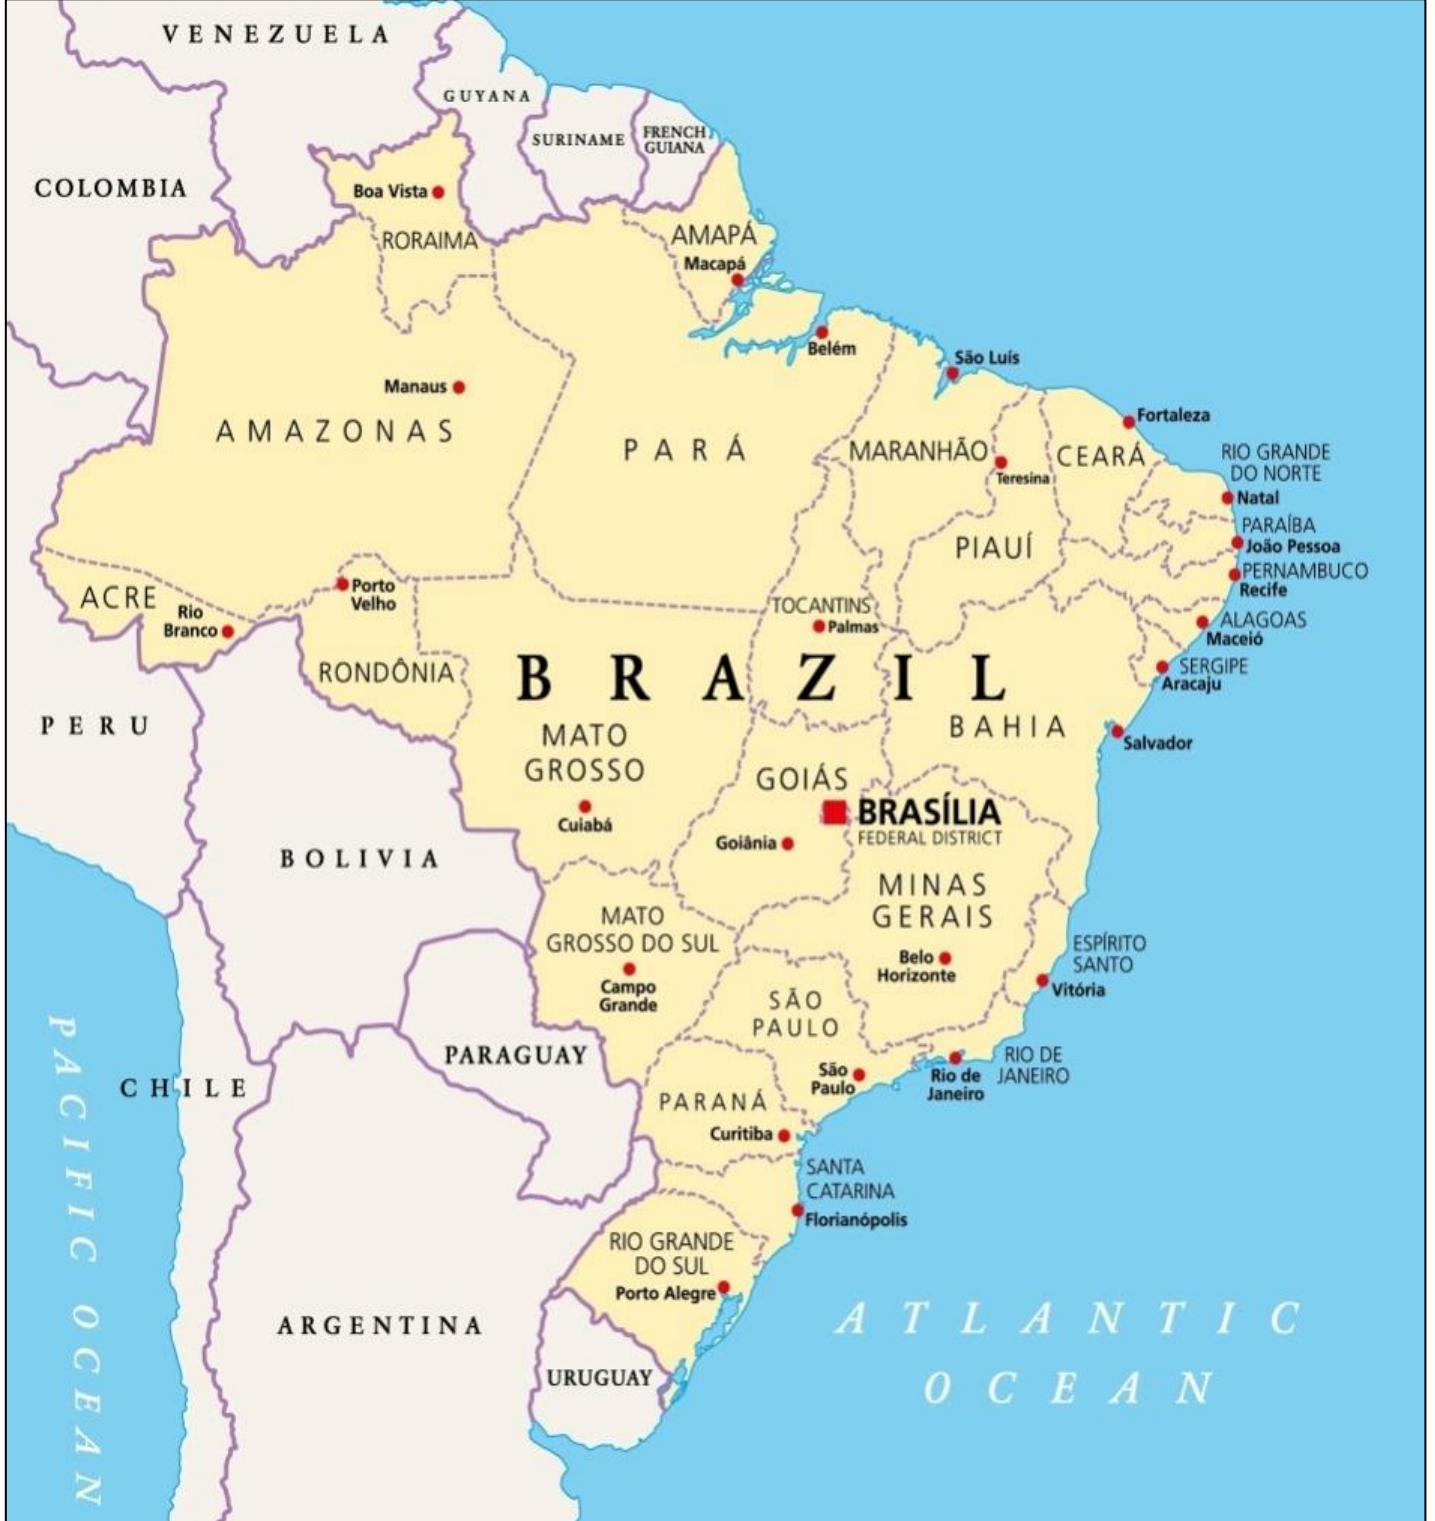 VENEZUELA
GUYANA
SURINAME
FRENCH
GUIANA
COLOMBIA
Boa Vista
RORAIMA
AMAPÁ
Macapá
Belém
São Luís
Manaus
AMAZONAS
PARÁ
MARANHÃO
Teresina
CEARÁ
Fortaleza
RIO GRANDE
DO NORTE
Natal
PARAÍBA
João Pessoa
PERNAMBUCO
Recife
PIAUÍ
ACRE
Rio
Branco
Porto
Velho
TOCANTINS
Palmas
ALAGOAS
Maceió
SERGIPE
Aracaju
RONDÔNIA
BRAZIL
PERU
MATO
GROSSO
BAHIA
Salvador
GOIÁS
Cuiabá
BRASÍLIA
FEDERAL DISTRICT
Goiânia
BOLIVIA
MINAS
GERAIS
MATO
GROSSO DO SUL
Campo
Grande
Belo
Horizonte
ESPÍRITO
SANTO
Vitória
SÃO
PAULO
São
Paulo
RIO DE
JANEIRO
Rio de
Janeiro
PARAGUAY
CHILE
PARANÁ
Curitiba
SANTA
CATARINA
Florianópolis
RIO GRANDE
DO SUL
Porto Alegre
ARGENTINA
URUGUAY
PACIFIC OCEAN
ATLANTIC
OCEAN